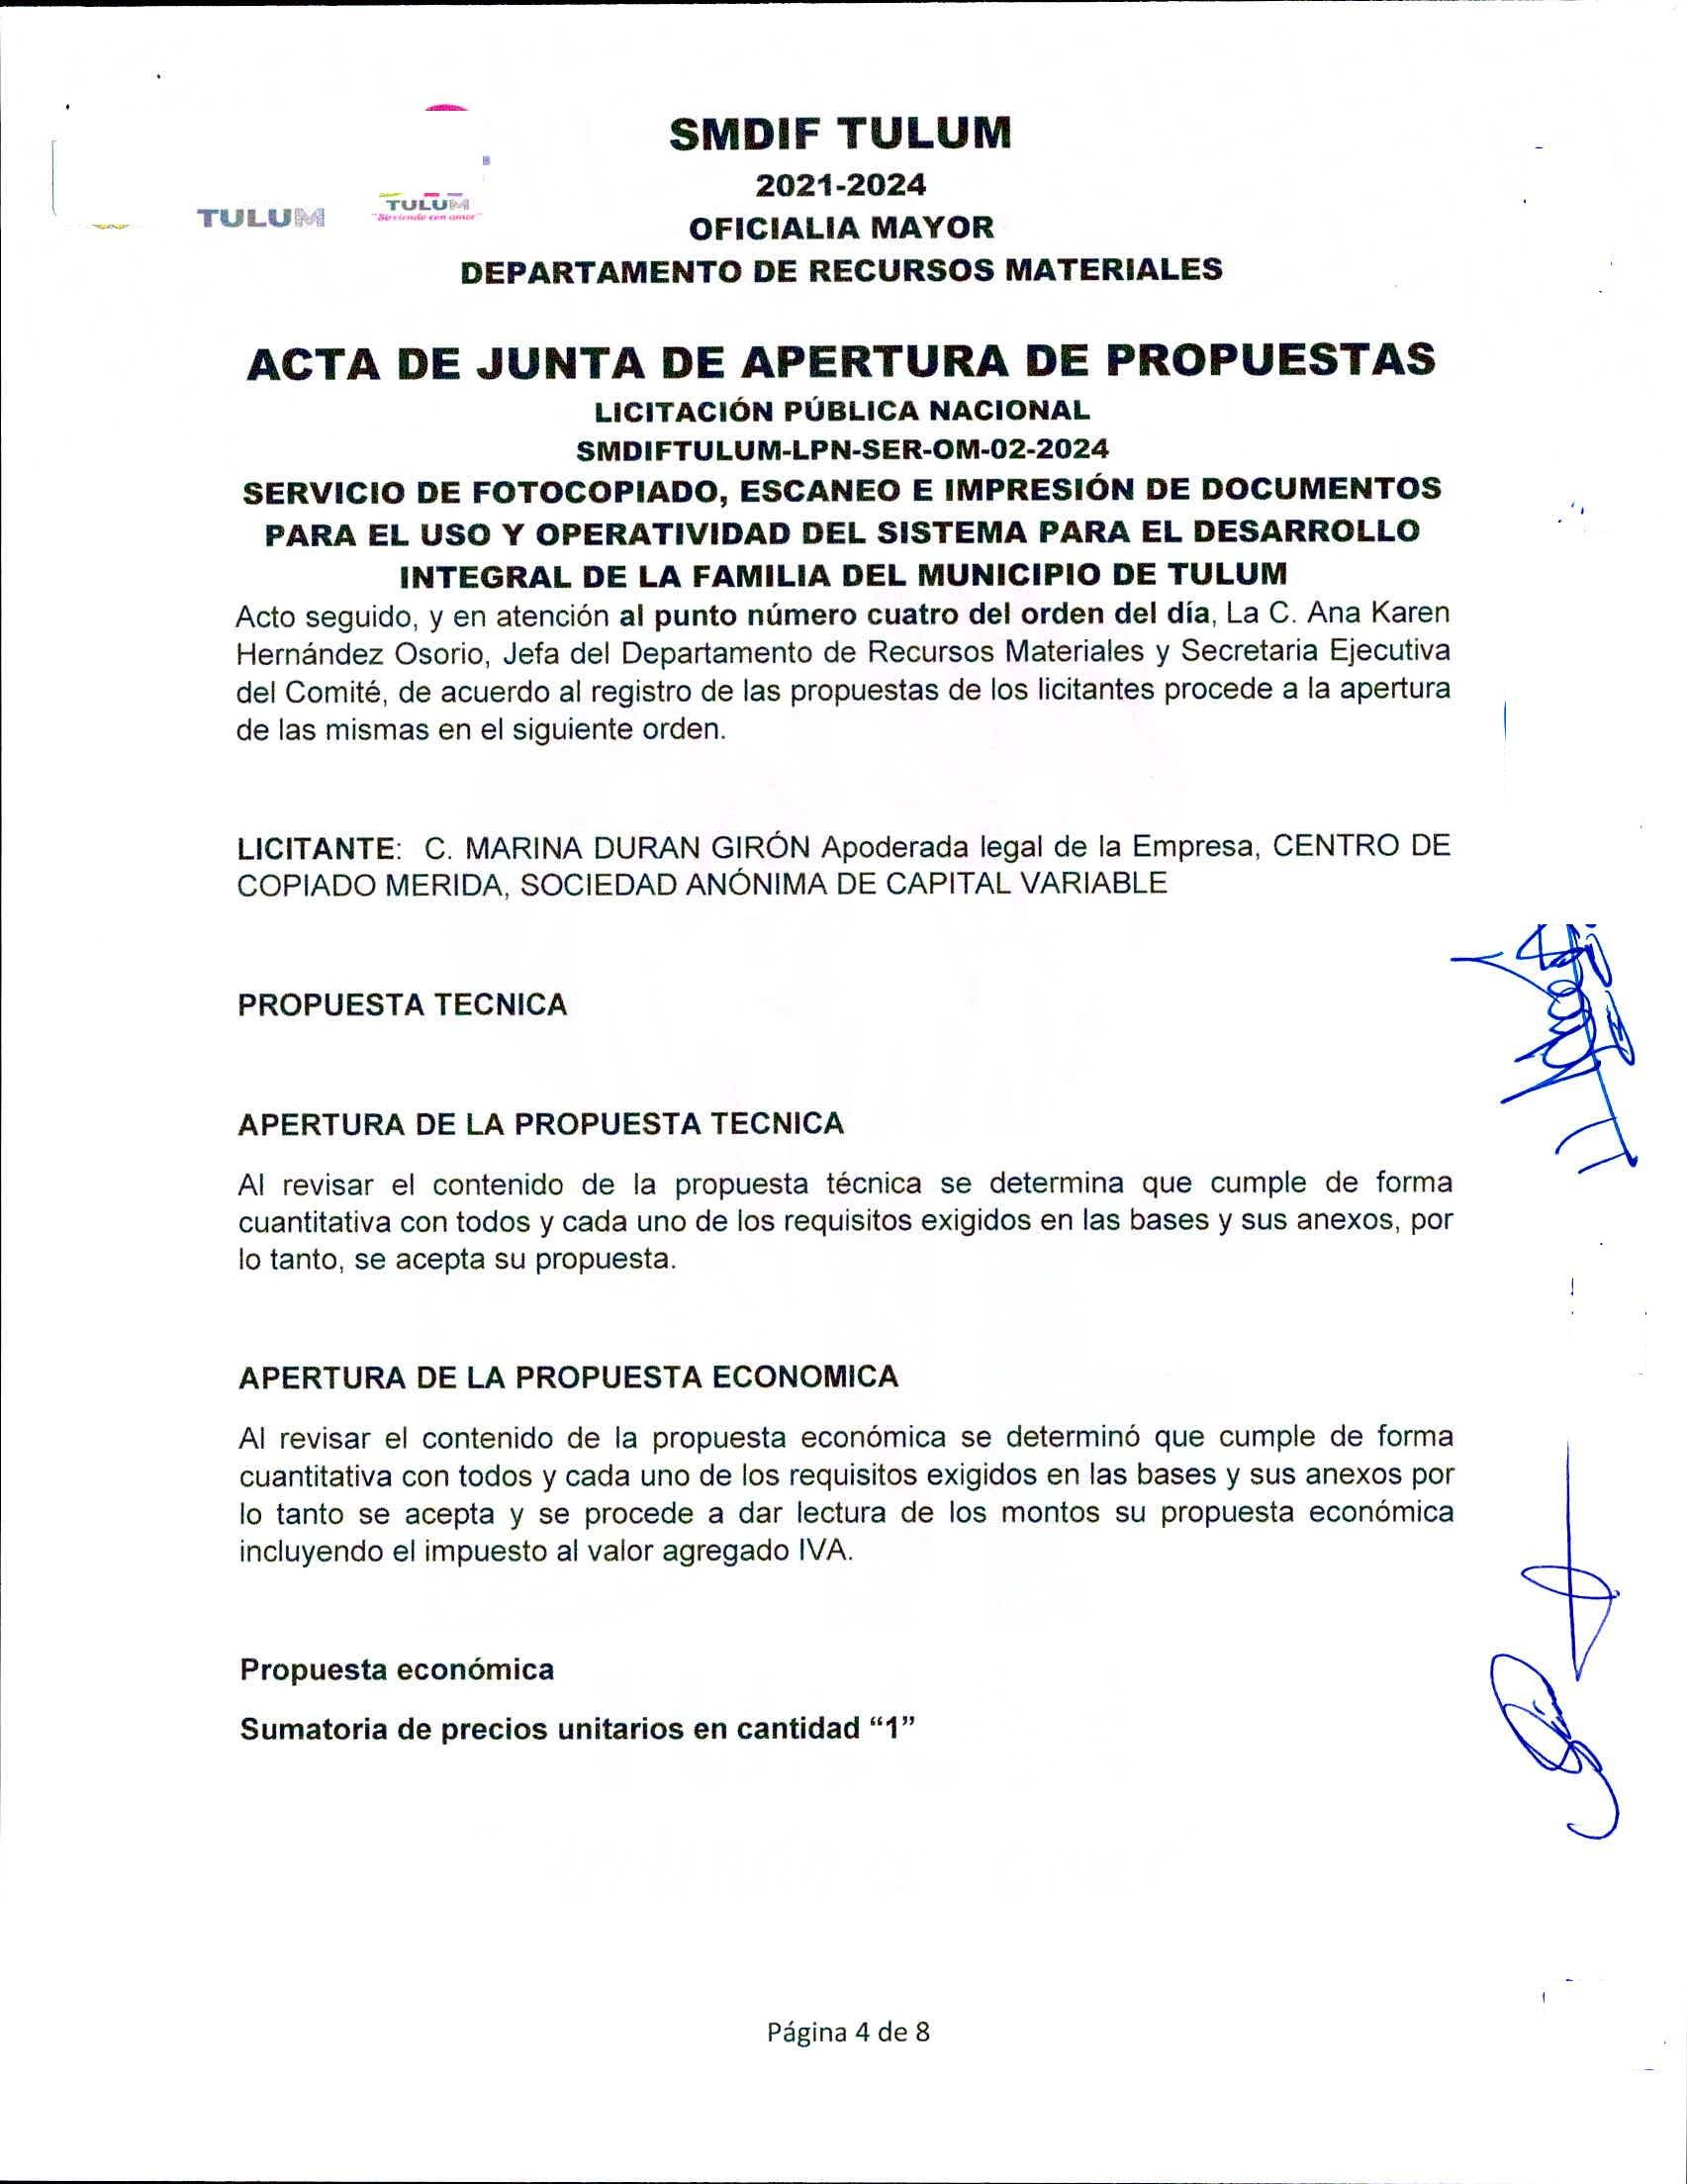 SMDIF TULUM
2021-2024
TULUM
TULUM
"Sirviendo con amor"
OFICIALIA MAYOR
DEPARTAMENTO DE RECURSOS MATERIALES
ACTA DE JUNTA DE APERTURA DE PROPUESTAS
LICITACIÓN PÚBLICA NACIONAL
SMDIFTULUM-LPN-SER-OM-02-2024
SERVICIO DE FOTOCOPIADO, ESCANEO E IMPRESIÓN DE DOCUMENTOS
PARA EL USO Y OPERATIVIDAD DEL SISTEMA PARA EL DESARROLLO
INTEGRAL DE LA FAMILIA DEL MUNICIPIO DE TULUM
Acto seguido, y en atención al punto número cuatro del orden del día, La C. Ana Karen
Hernández Osorio, Jefa del Departamento de Recursos Materiales y Secretaria Ejecutiva
del Comité, de acuerdo al registro de las propuestas de los licitantes procede a la apertura
de las mismas en el siguiente orden.
LICITANTE: C. MARINA DURAN GIRÓN Apoderada legal de la Empresa, CENTRO DE
COPIADO MERIDA, SOCIEDAD ANÓNIMA DE CAPITAL VARIABLE
PROPUESTA TECNICA
APERTURA DE LA PROPUESTA TECNICA
Al revisar el contenido de la propuesta técnica se determina que cumple de forma
cuantitativa con todos y cada uno de los requisitos exigidos en las bases y sus anexos, por
lo tanto, se acepta su propuesta.
APERTURA DE LA PROPUESTA ECONOMICA
Al revisar el contenido de la propuesta económica se determinó que cumple de forma
cuantitativa con todos y cada uno de los requisitos exigidos en las bases y sus anexos por
lo tanto se acepta y se procede a dar lectura de los montos su propuesta económica
incluyendo el impuesto al valor agregado IVA.
Propuesta económica
Sumatoria de precios unitarios en cantidad “1”
Página 4 de 8